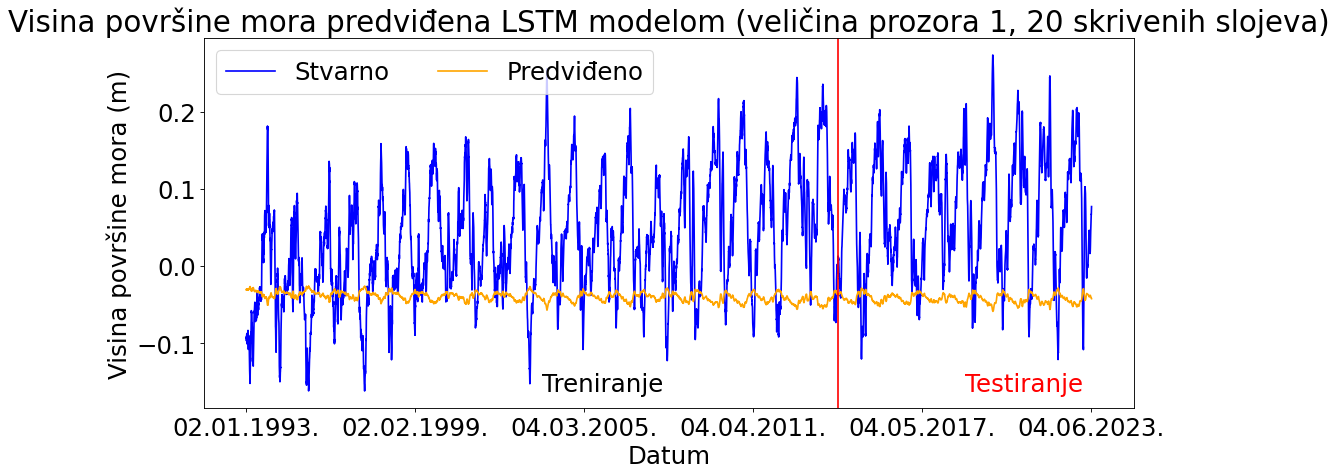 Visina površine mora predviđena LSTM modelom (veličina prozora 1, 20 skrivenih slojeva)
Stvarno
Predviđeno
Visina površine mora (m)
0.2
0.1
0.0
−0.1
Treniranje
Testiranje
02.01.1993.
02.02.1999.
04.03.2005.
04.04.2011.
04.05.2017.
04.06.2023.
Datum